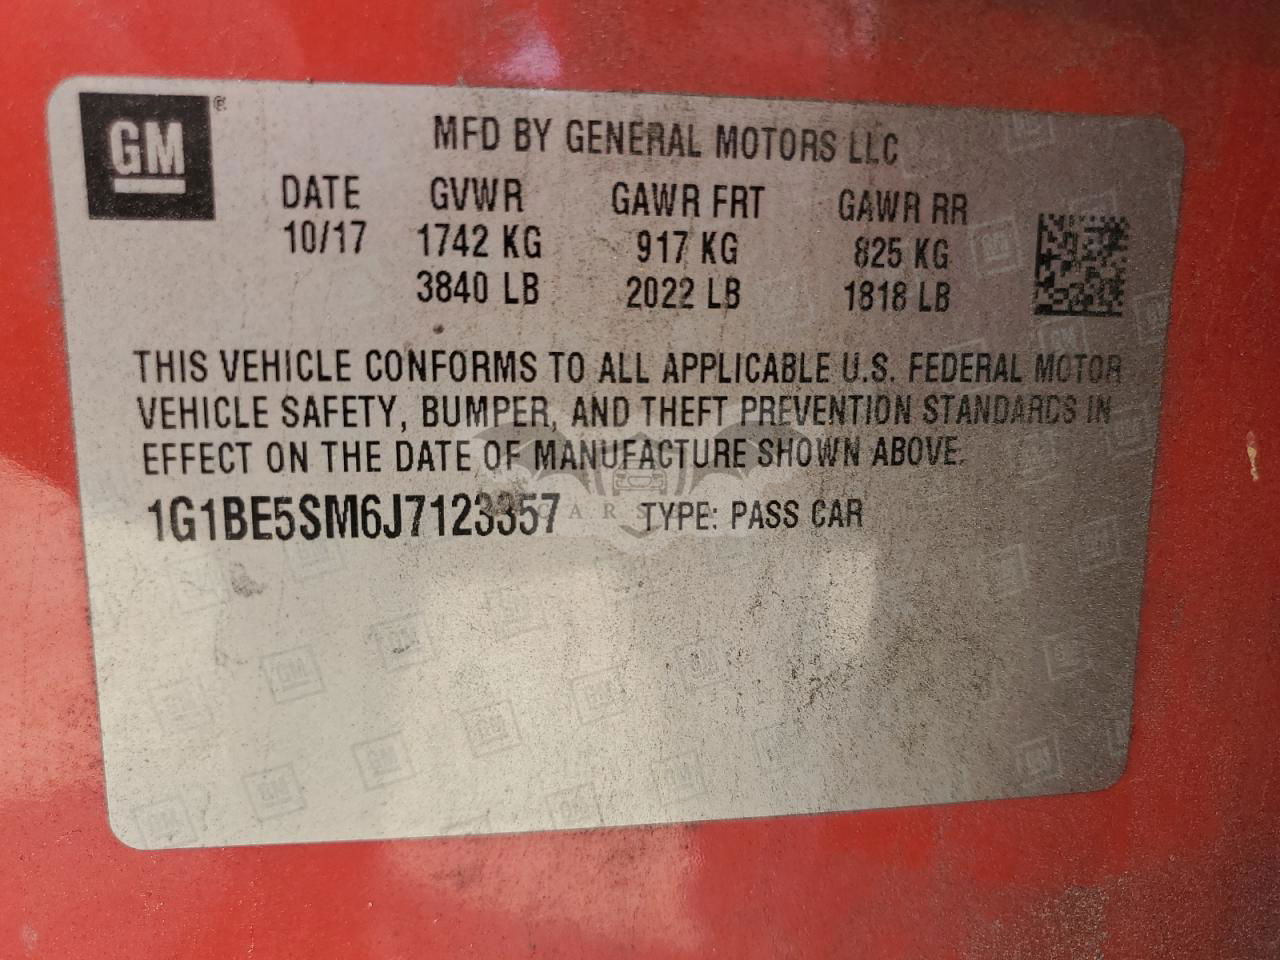 GM
MFD BY GENERAL MOTORS LLC
DATE GVWR GAWR FRT GAWR RR
10/17 1742 KG 917 KG 825 KG
3840 LB 2022 LB 1818 LB
THIS VEHICLE CONFORMS TO ALL APPLICABLE U.S. FEDERAL MOTOR
VEHICLE SAFETY, BUMPER, AND THEFT PREVENTION STANDARDS IN
EFFECT ON THE DATE OF MANUFACTURE SHOWN ABOVE.
1G1BE5SM6J7123357 TYPE: PASS CAR